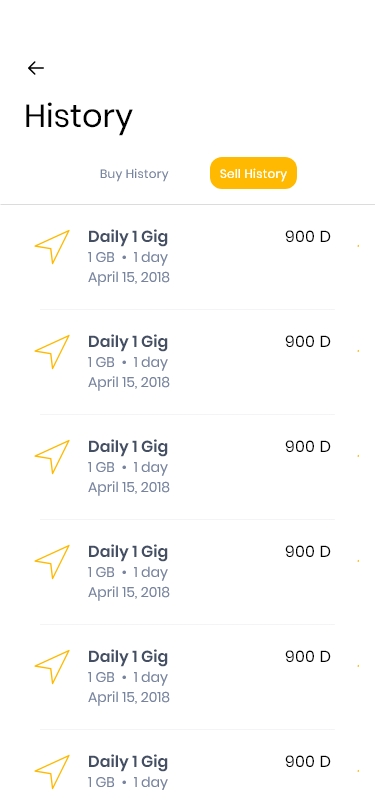 History
Buy History
Sell History
Daily 1 Gig
900 D
1 GB • 1 day
April 15, 2018
Daily 1 Gig
900 D
1 GB • 1 day
April 15, 2018
Daily 1 Gig
900 D
1 GB • 1 day
April 15, 2018
Daily 1 Gig
900 D
1 GB • 1 day
April 15, 2018
Daily 1 Gig
900 D
1 GB • 1 day
April 15, 2018
Daily 1 Gig
900 D
1 GB • 1 day